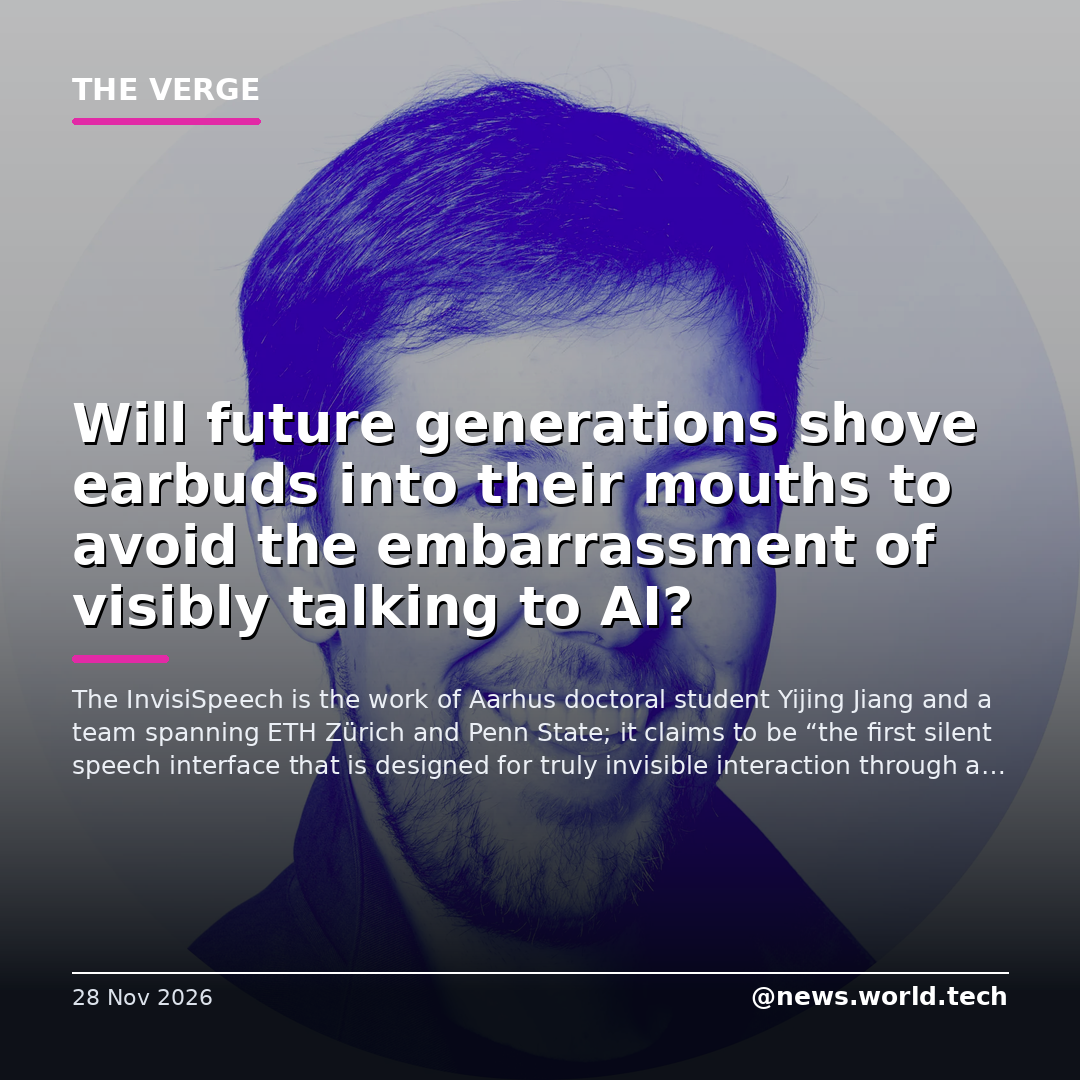 THE VERGE
Will future generations shove
earbuds into their mouths to
avoid the embarrassment of
visibly talking to AI?
The InvisiSpeech is the work of Aarhus doctoral student Yijing Jiang and a
team spanning ETH Zürich and Penn State; it claims to be “the first silent
speech interface that is designed for truly invisible interaction through a…
28 Nov 2026
@news.world.tech